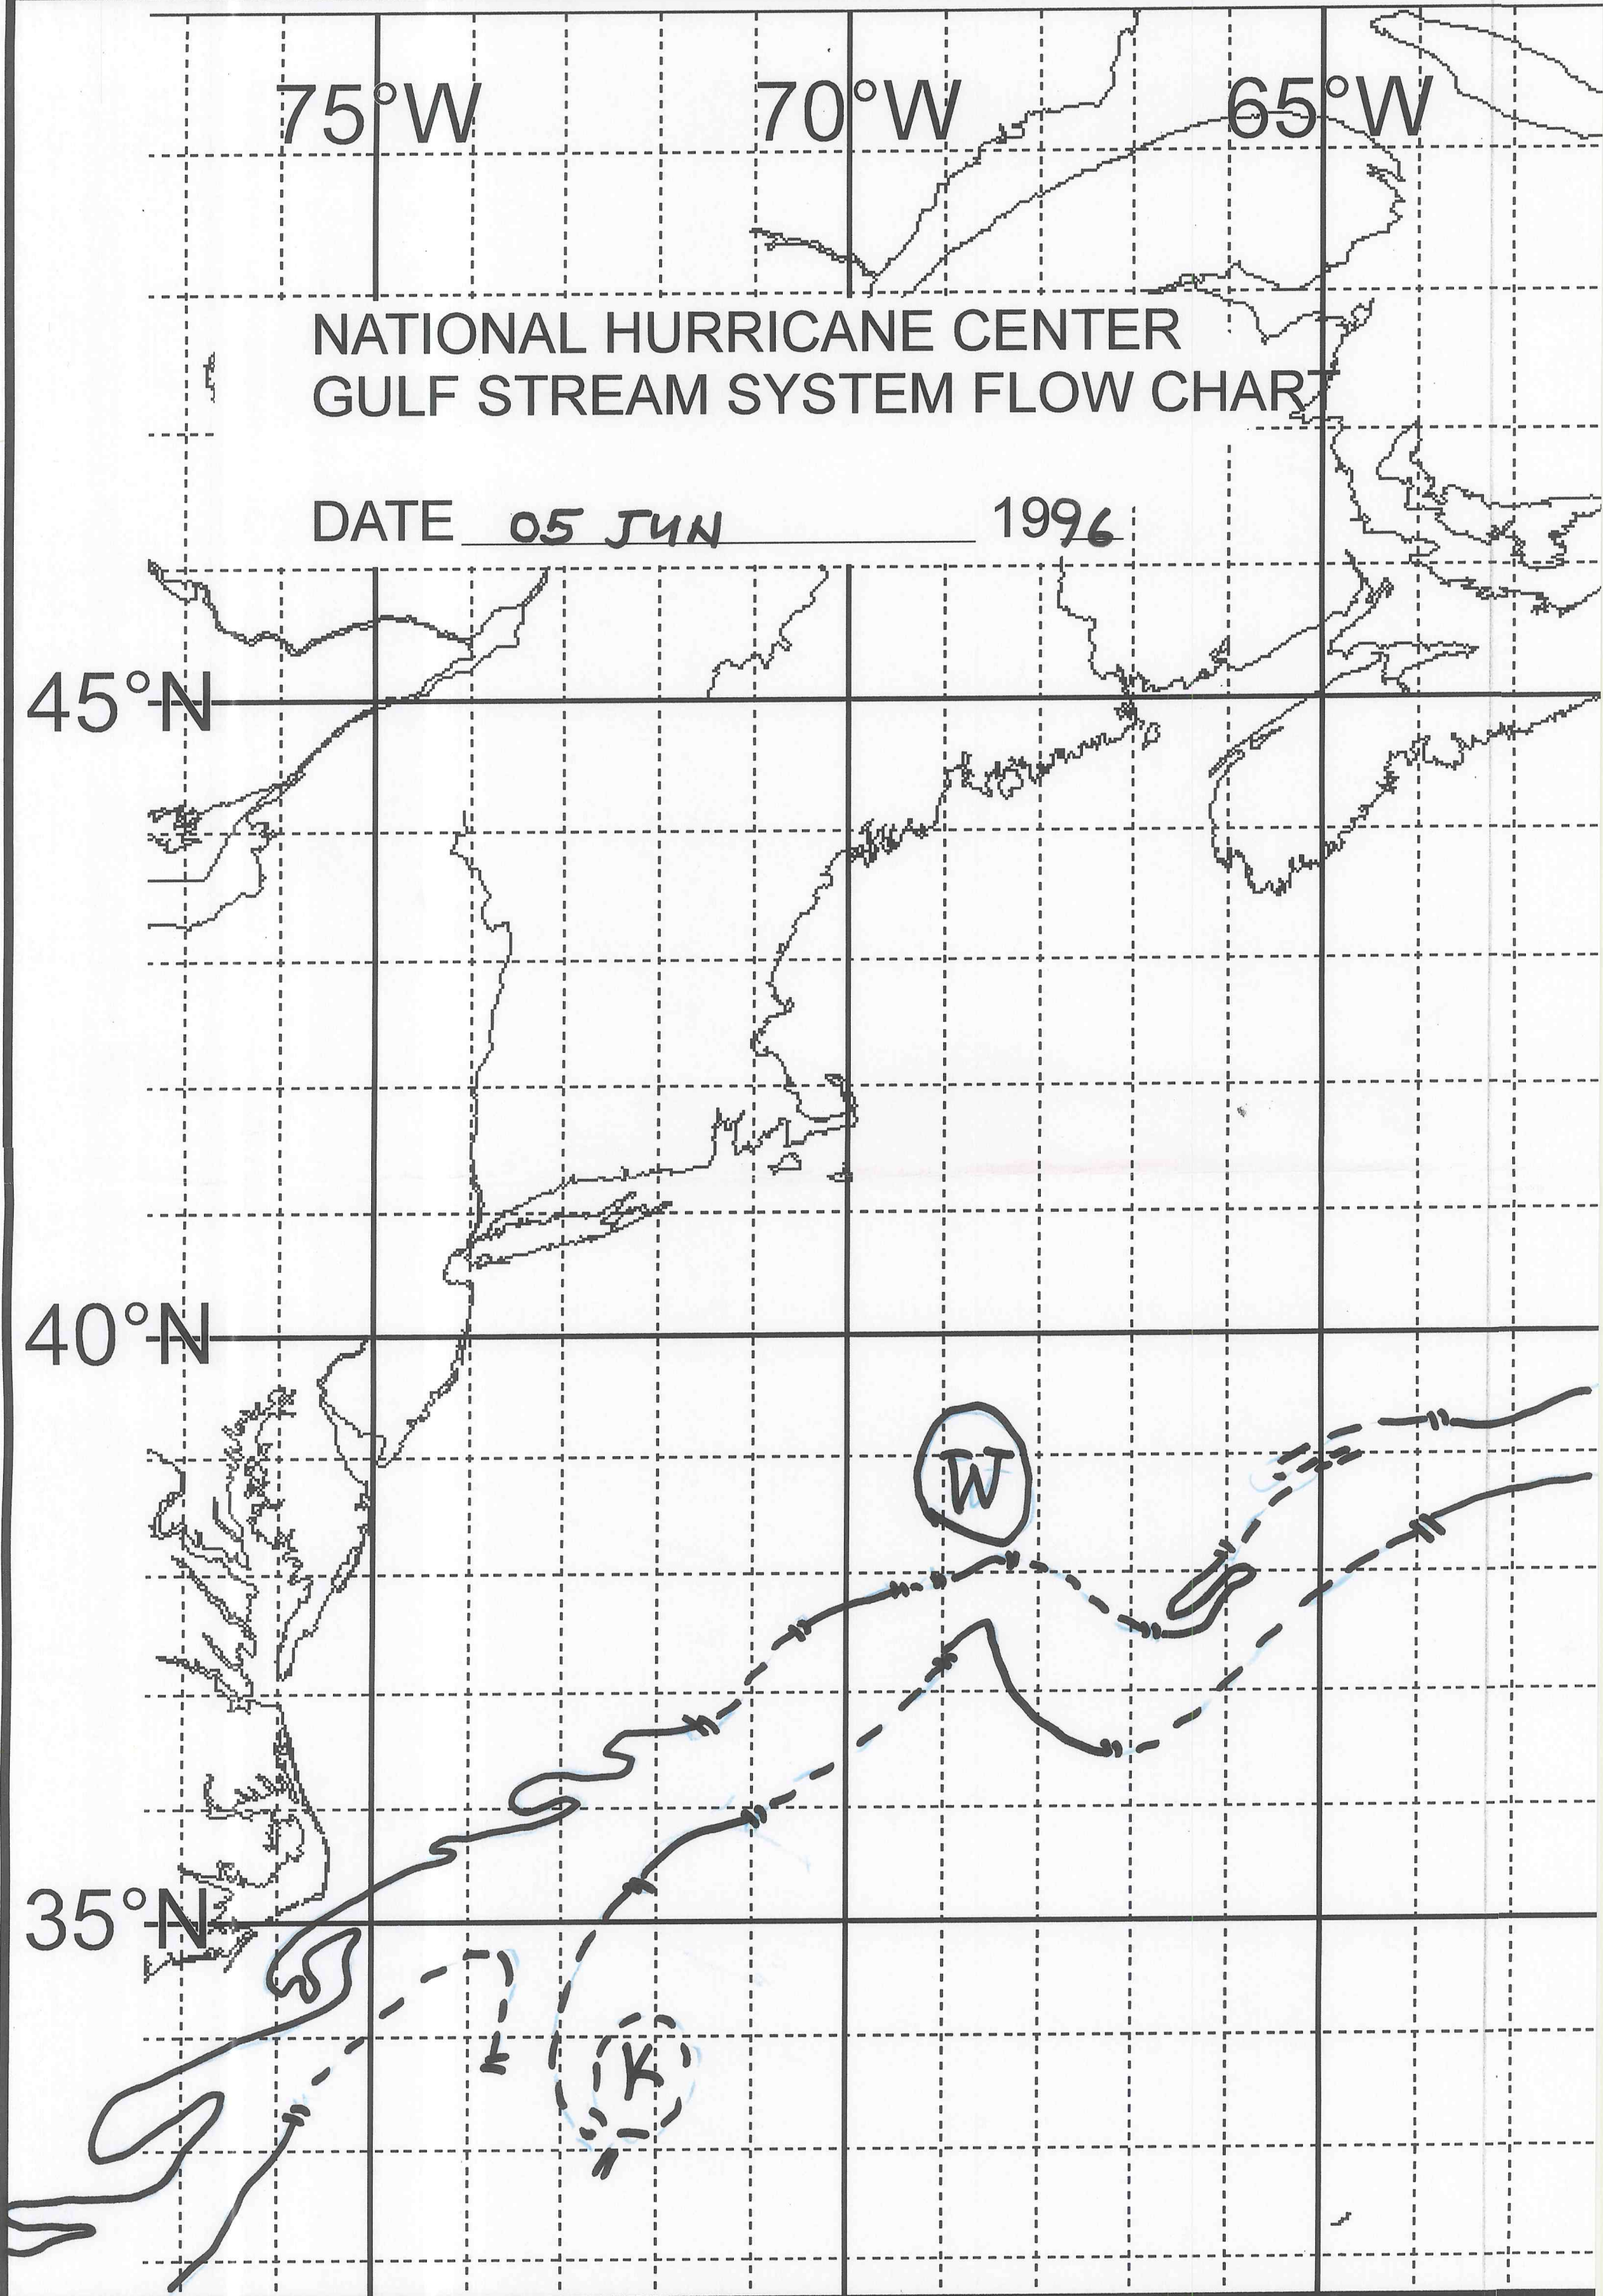 75°W 70°W 65°W
NATIONAL HURRICANE CENTER
GULF STREAM SYSTEM FLOW CHART
DATE 05 JUN 1996
45°N
40°N
W
35°N
K